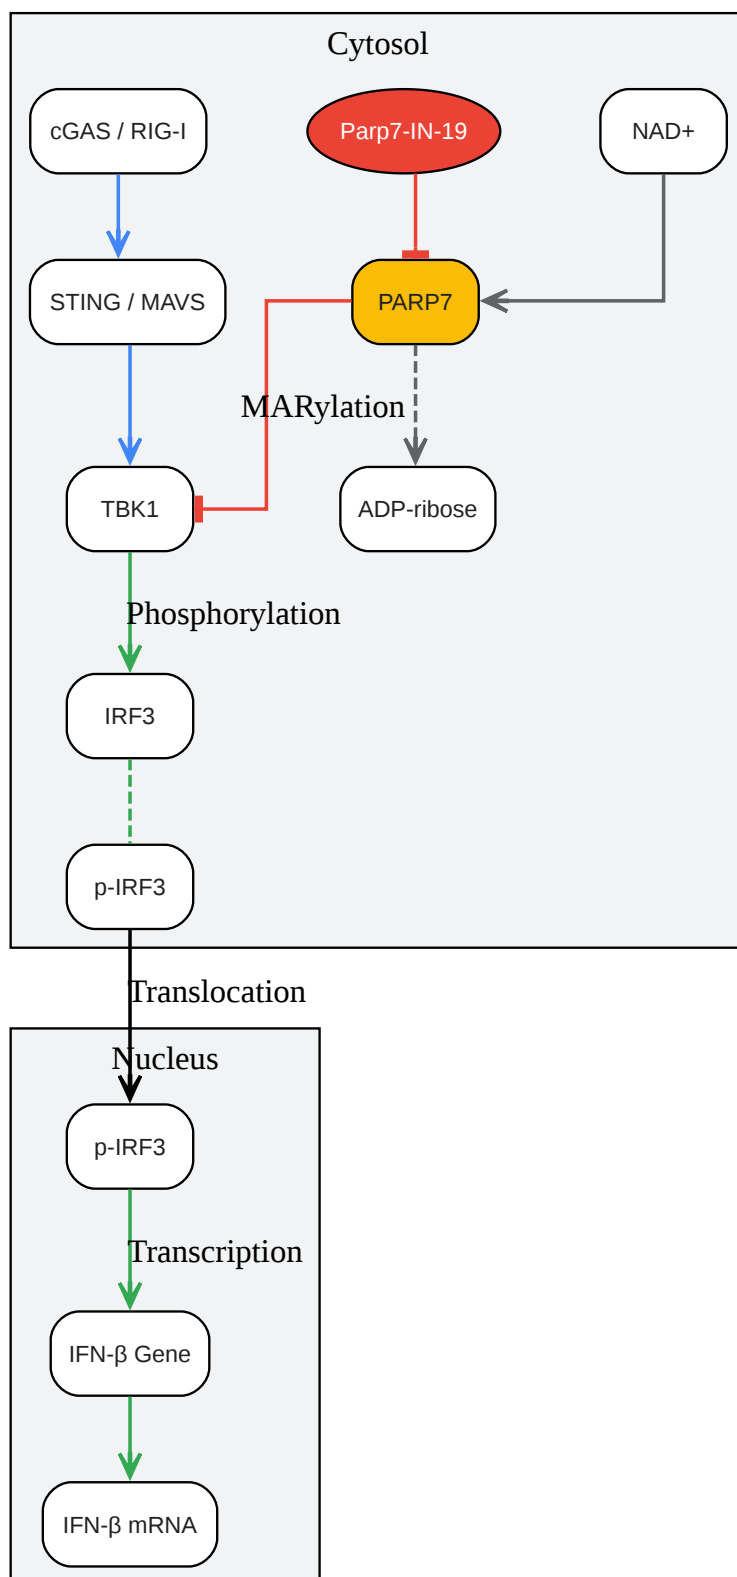 Cytosol
cGAS / RIG-I
Parp7-IN-19
NAD+
STING / MAVS
PARP7
MARylation
TBK1
ADP-ribose
Phosphorylation
IRF3
p-IRF3
Translocation
Nucleus
p-IRF3
Transcription
IFN-β Gene
IFN-β mRNA